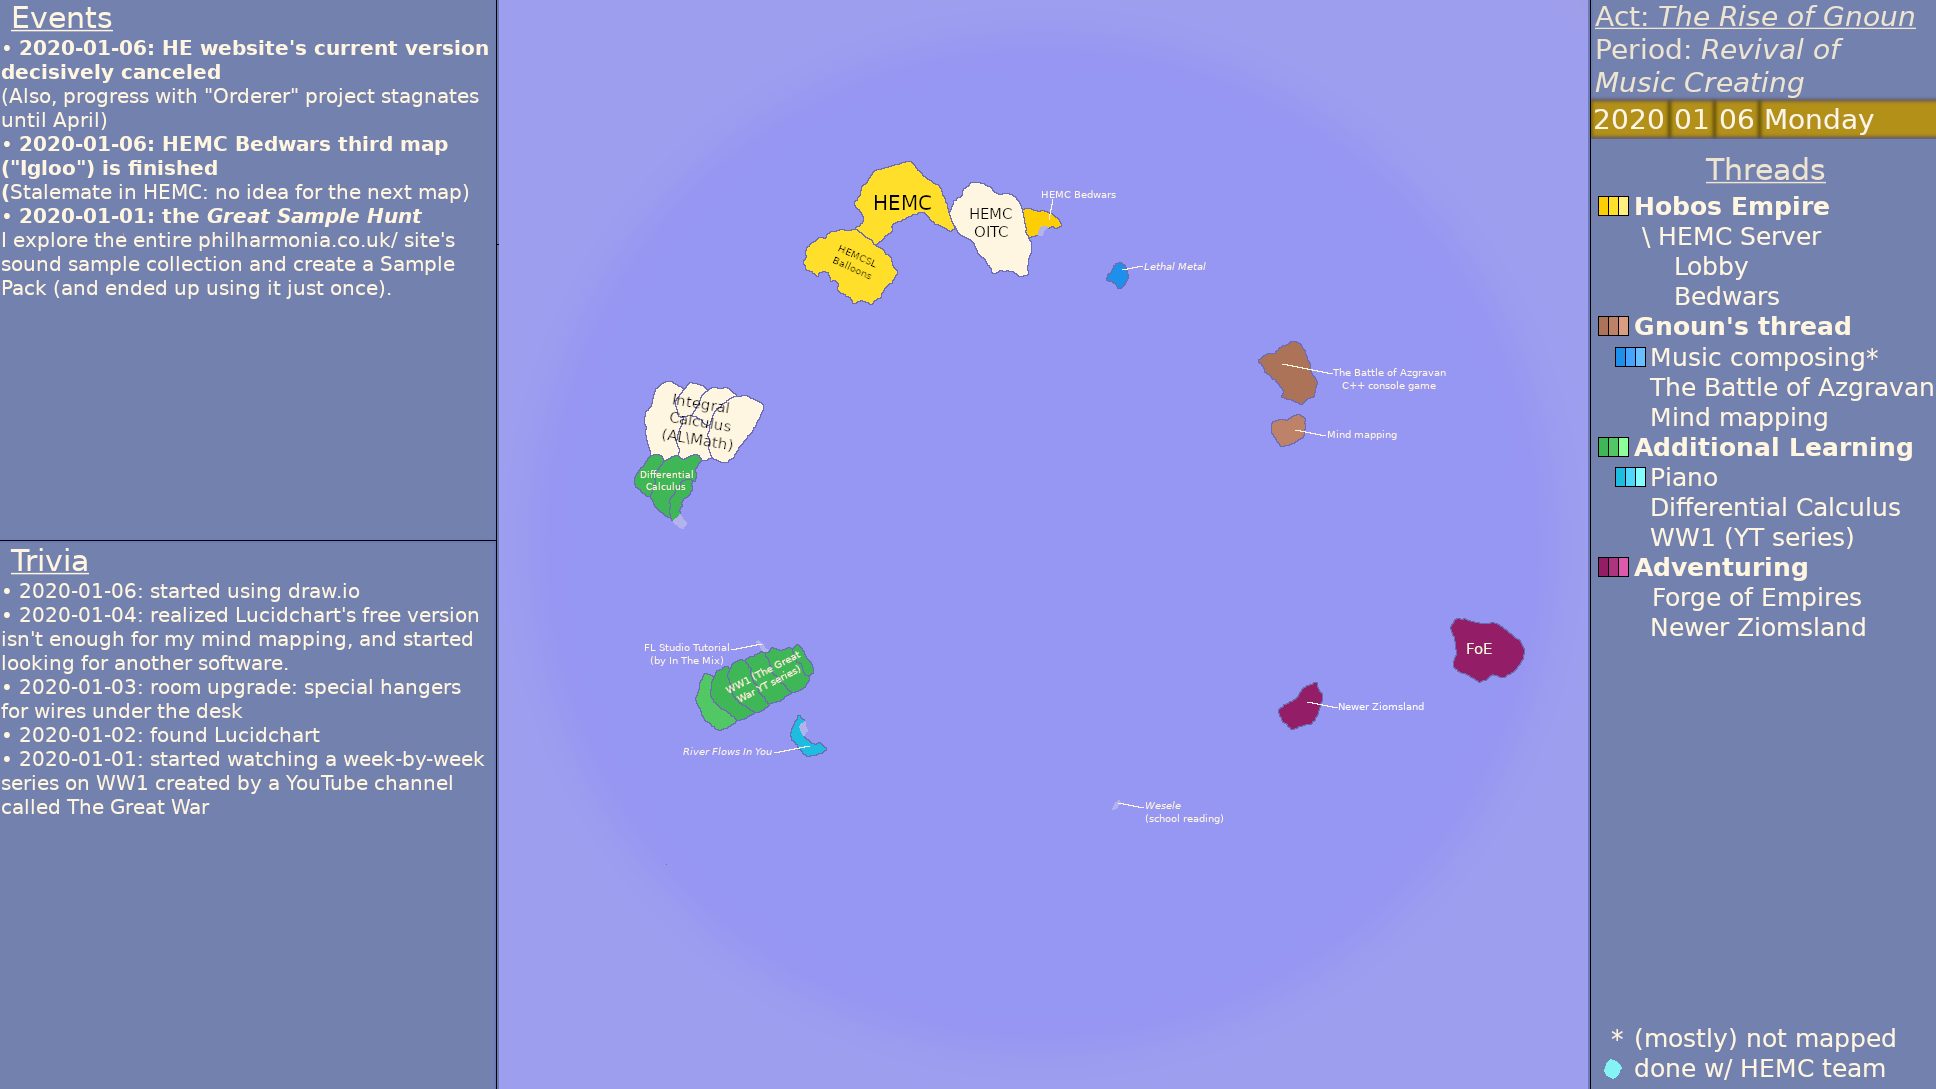 Events
• 2020-01-06: HE website's current version
decisively canceled
(Also, progress with "Orderer" project stagnates
until April)
• 2020-01-06: HEMC Bedwars third map
("Igloo") is finished
(Stalemate in HEMC: no idea for the next map)
• 2020-01-01: the Great Sample Hunt
I explore the entire philharmonia.co.uk/ site's
sound sample collection and create a Sample
Pack (and ended up using it just once).
Trivia
• 2020-01-06: started using draw.io
• 2020-01-04: realized Lucidchart's free version
isn't enough for my mind mapping, and started
looking for another software.
• 2020-01-03: room upgrade: special hangers
for wires under the desk
• 2020-01-02: found Lucidchart
• 2020-01-01: started watching a week-by-week
series on WW1 created by a YouTube channel
called The Great War
HEMC
HEMC
OITC
HEMC Bedwars
HEMCSL
Balloons
Lethal Metal
The Battle of Azgravan
C++ console game
Mind mapping
Integral
Calculus
(AL\Math)
Differential
Calculus
FL Studio Tutorial
(by In The Mix)
WW1 (The Great
War YT series)
River Flows In You
FoE
Newer Ziomsland
Wesele
(school reading)
Act: The Rise of Gnoun
Period: Revival of
Music Creating
2020 01 06 Monday
Threads
Hobos Empire
\ HEMC Server
Lobby
Bedwars
Gnoun's thread
Music composing*
The Battle of Azgravan
Mind mapping
Additional Learning
Piano
Differential Calculus
WW1 (YT series)
Adventuring
Forge of Empires
Newer Ziomsland
* (mostly) not mapped
done w/ HEMC team